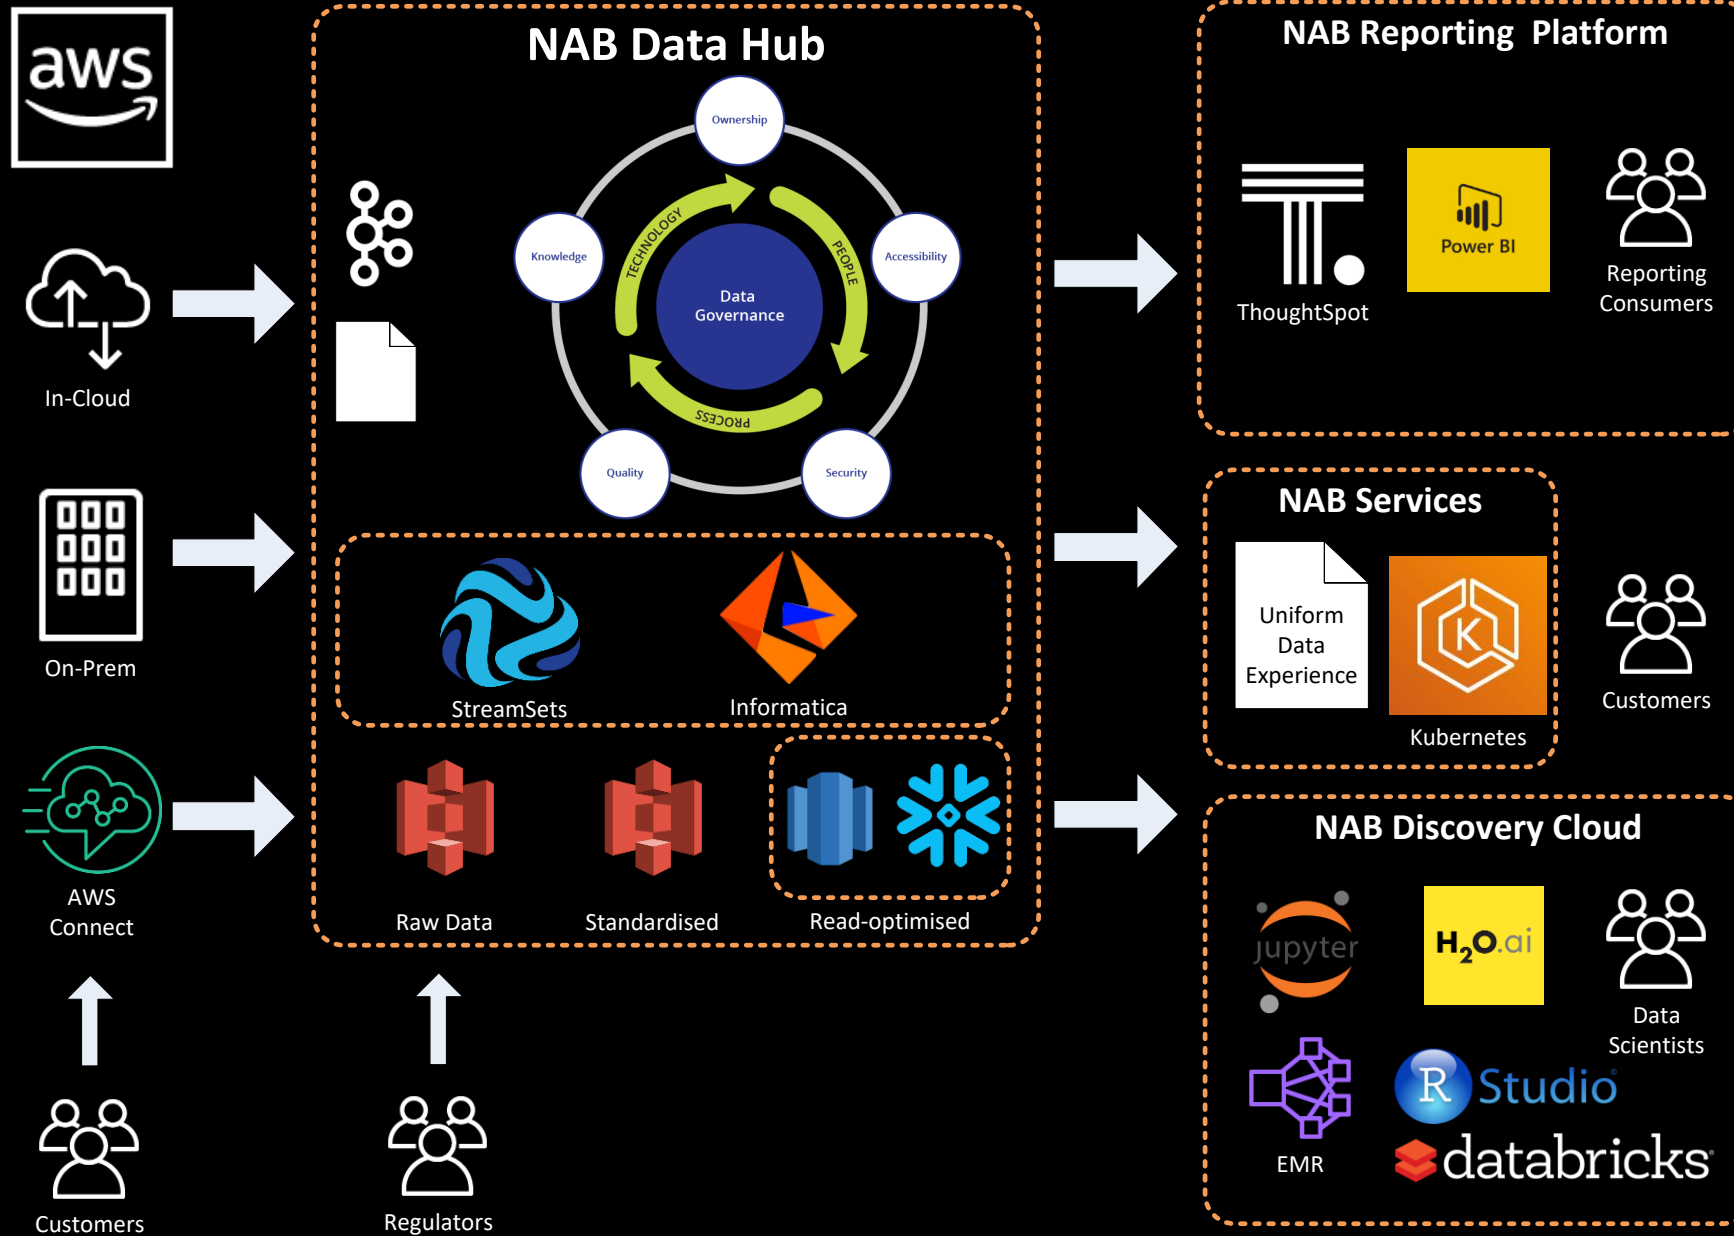 aws
In-Cloud
On-Prem
AWS
Connect
Customers
NAB Data Hub
Ownership
Knowledge
Accessibility
TECHNOLOGY
PEOPLE
PROCESS
Data
Governance
Quality
Security
StreamSets
Informatica
Raw Data
Standardised
Read-optimised
Regulators
NAB Reporting Platform
ThoughtSpot
Power BI
Reporting
Consumers
NAB Services
Uniform
Data
Experience
K
Kubernetes
Customers
NAB Discovery Cloud
jupyter
H2O.ai
Data
Scientists
EMR
R Studio
databricks